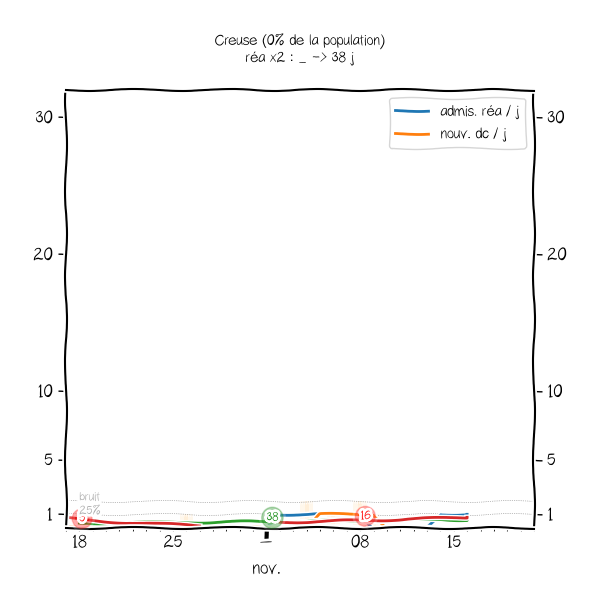 Creuse (0% de la population)
réa x2 : _ -> 38 j
admis. réa / j
nouv. dc / j
30 30
20 20
10 10
5 5
_ bruit
25%
1 1
38 16
18 25 08 15
nov.